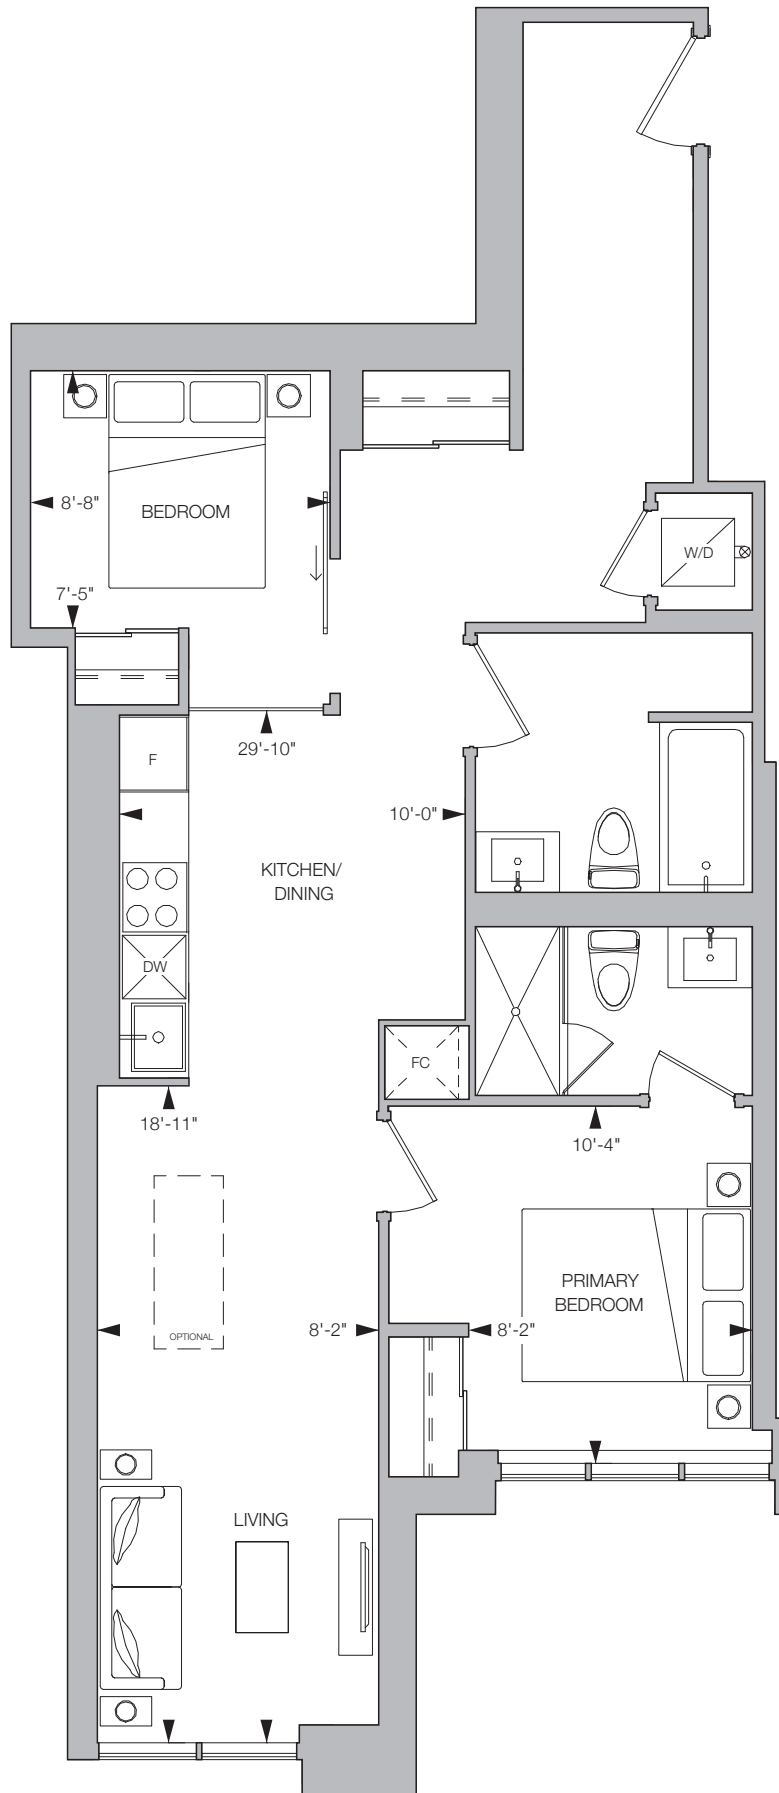 8'-8"
BEDROOM
W/D
7'-5"
29'-10"
F
10'-0"
KITCHEN/
DINING
DW
FC
18'-11"
10'-4"
PRIMARY
BEDROOM
OPTIONAL
8'-2"
8'-2"
LIVING